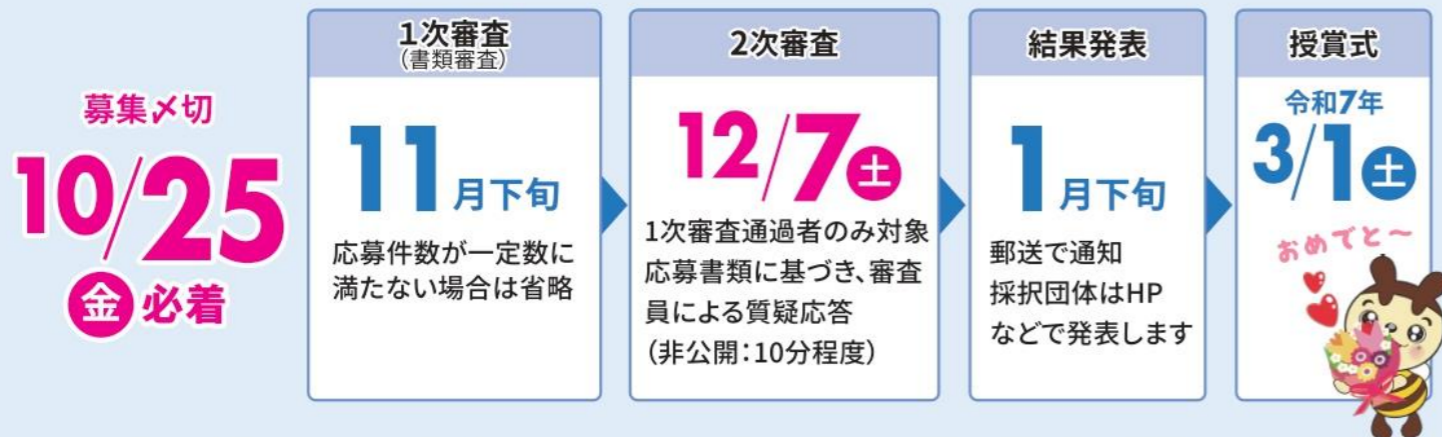 募集〆切
10/25
金必着
1次審査
(書類審査)
11月下旬
応募件数が一定数に
満たない場合は省略
2次審査
12/7土
1次審査通過者のみ対象
応募書類に基づき、審査
員による質疑応答
(非公開:10分程度)
結果発表
1月下旬
郵送で通知
採択団体はHP
などで発表します
授賞式
令和7年
3/1土
おめでと〜